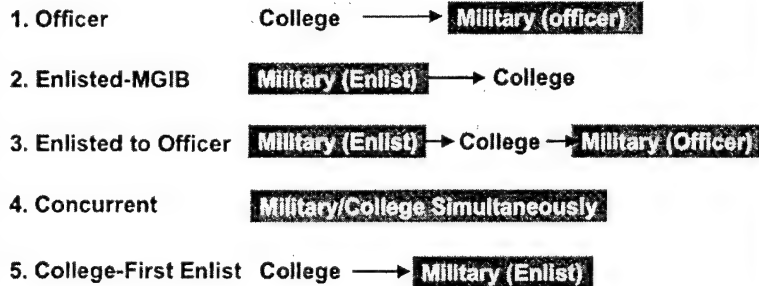 1. Officer College Military (officer)
2. Enlisted-MGIB Military (Enlist) College
3. Enlisted to Officer Military (Enlist) College Military (Officer)
4. Concurrent Military/College Simultaneously
5. College-First Enlist College Military (Enlist)